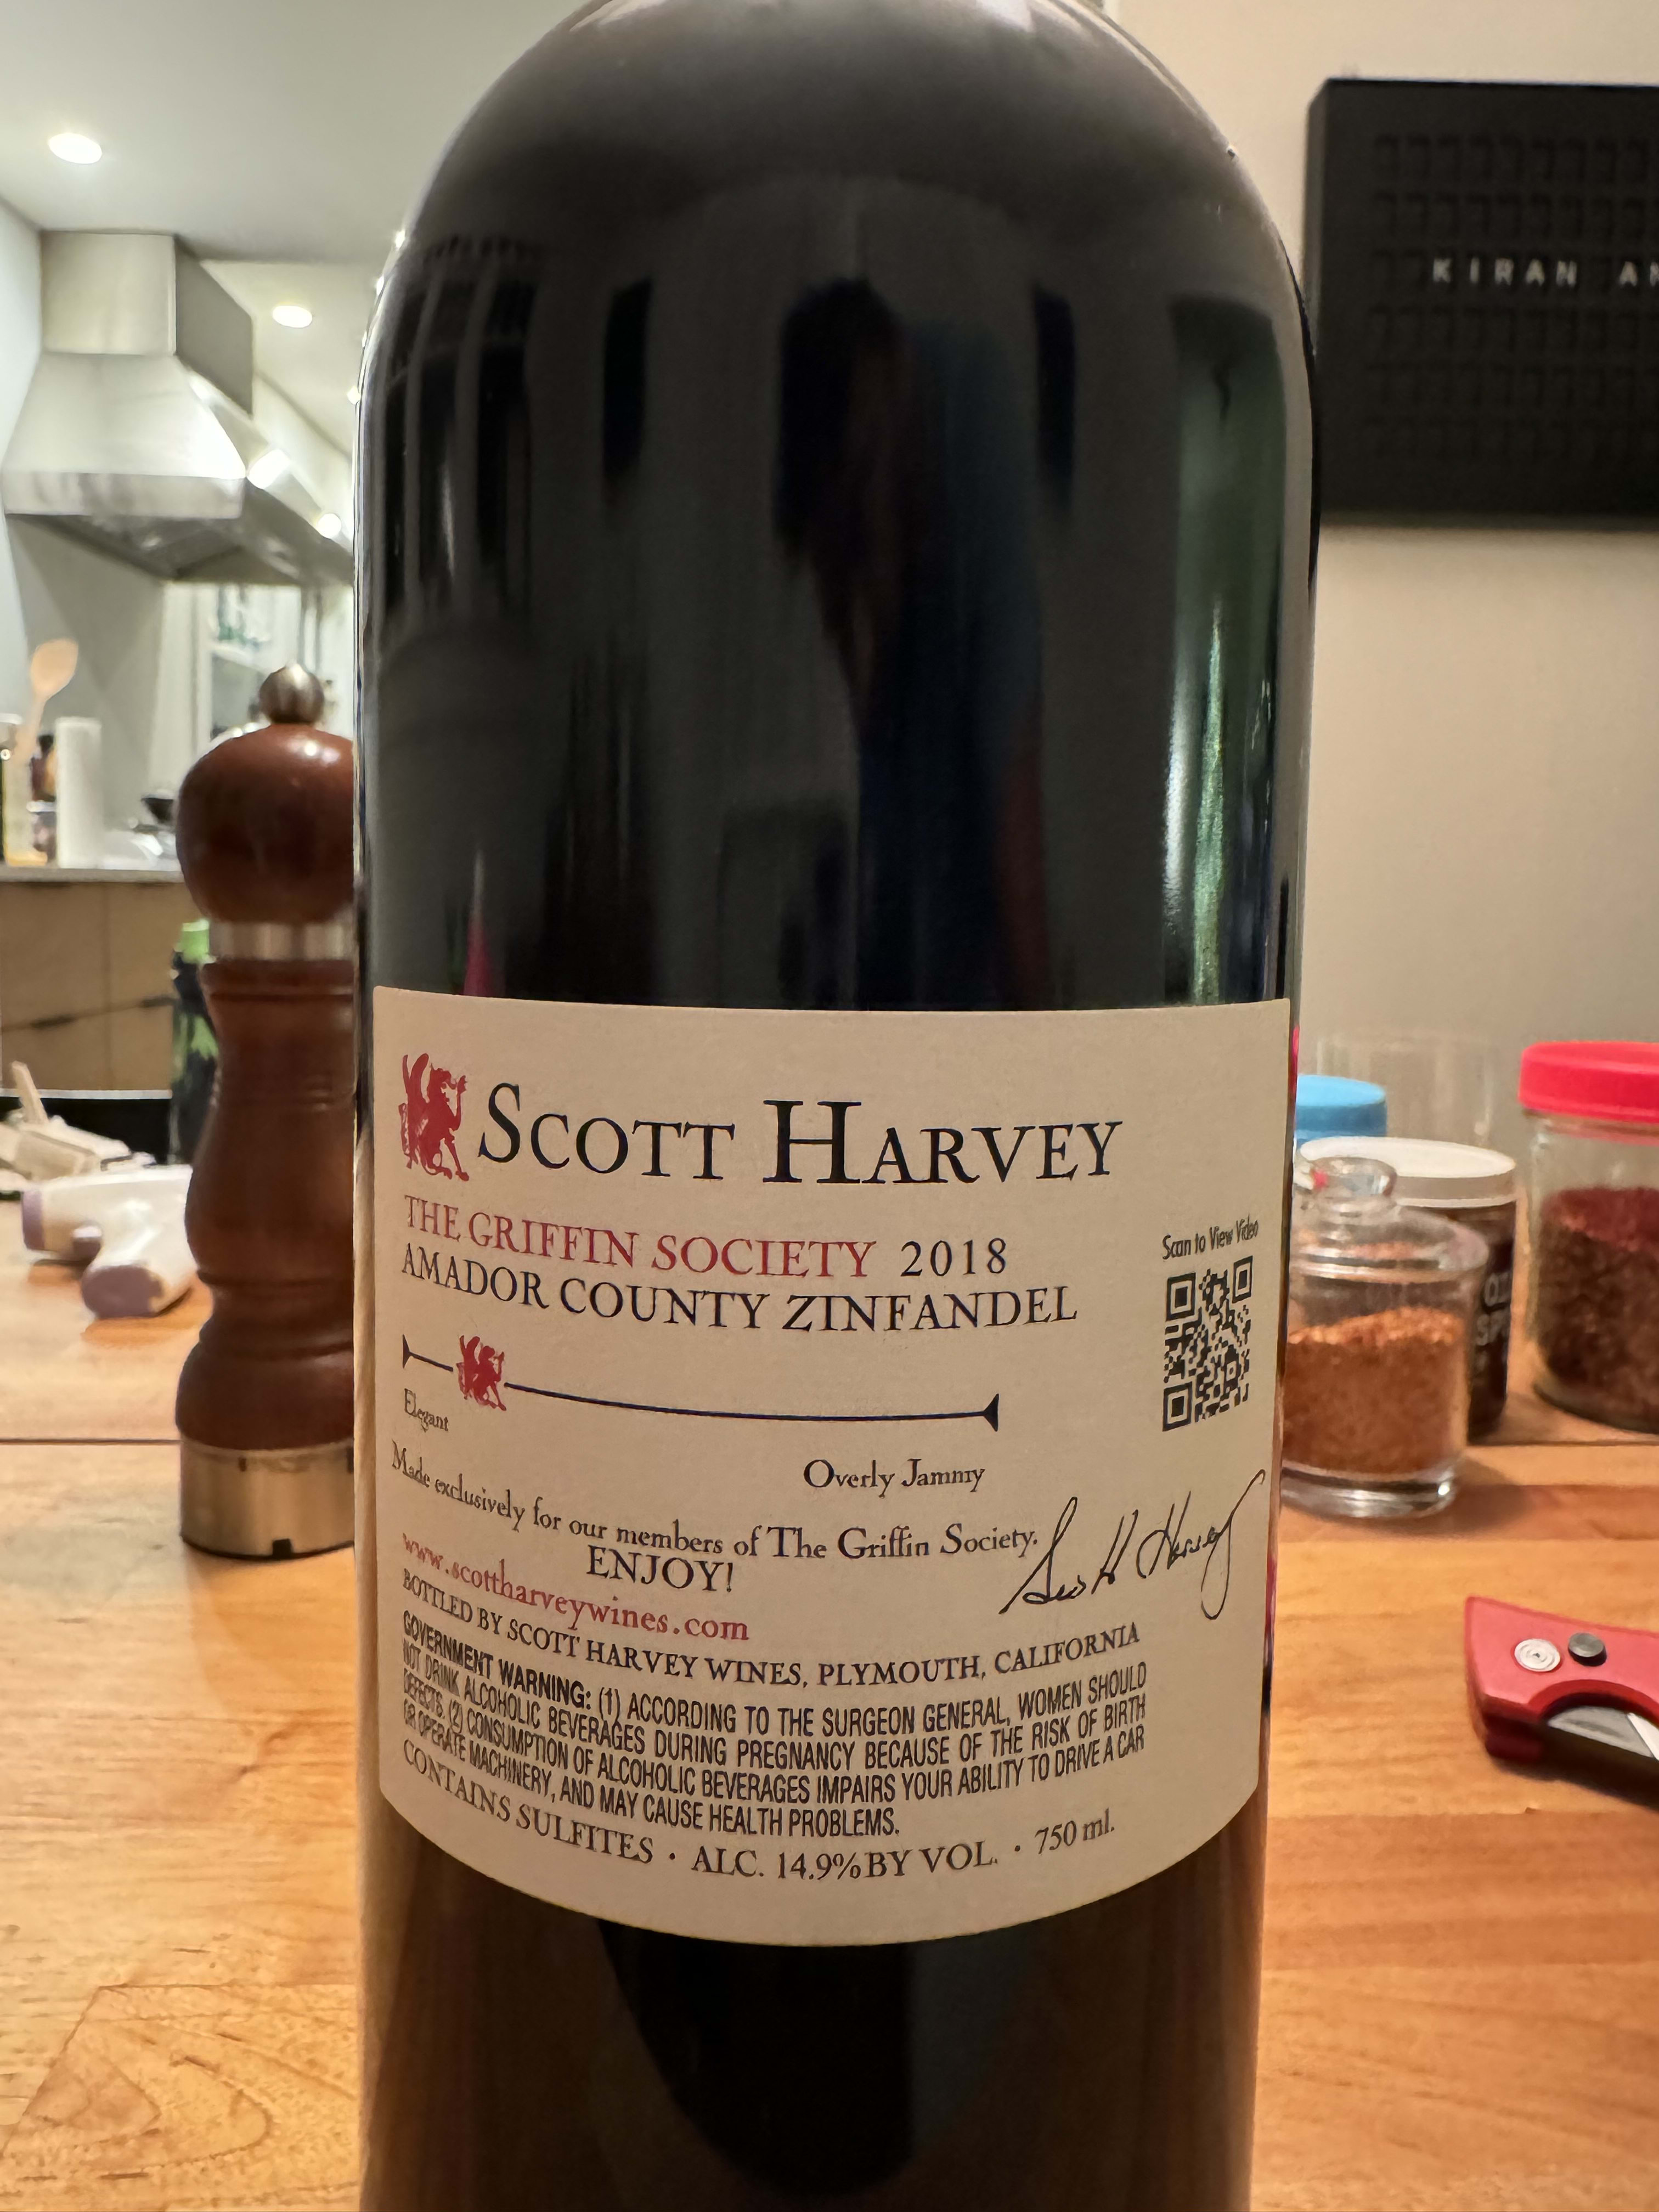 KIRAN
SCOTT HARVEY
THE GRIFFIN SOCIETY 2018
AMADOR COUNTY ZINFANDEL
Scan to View Video
Elegant
Overly Jammy
Made exclusively for our members of The Griffin Society.
ENJOY!
Scott Harvey
www.scottharveywines.com
BOTTLED BY SCOTT HARVEY WINES, PLYMOUTH, CALIFORNIA
GOVERNMENT WARNING: (1) ACCORDING TO THE SURGEON GENERAL, WOMEN SHOULD
NOT DRINK ALCOHOLIC BEVERAGES DURING PREGNANCY BECAUSE OF THE RISK OF BIRTH
DEFECTS. (2) CONSUMPTION OF ALCOHOLIC BEVERAGES IMPAIRS YOUR ABILITY TO DRIVE A CAR
OR OPERATE MACHINERY, AND MAY CAUSE HEALTH PROBLEMS.
CONTAINS SULFITES • ALC. 14.9% BY VOL. • 750 ml.